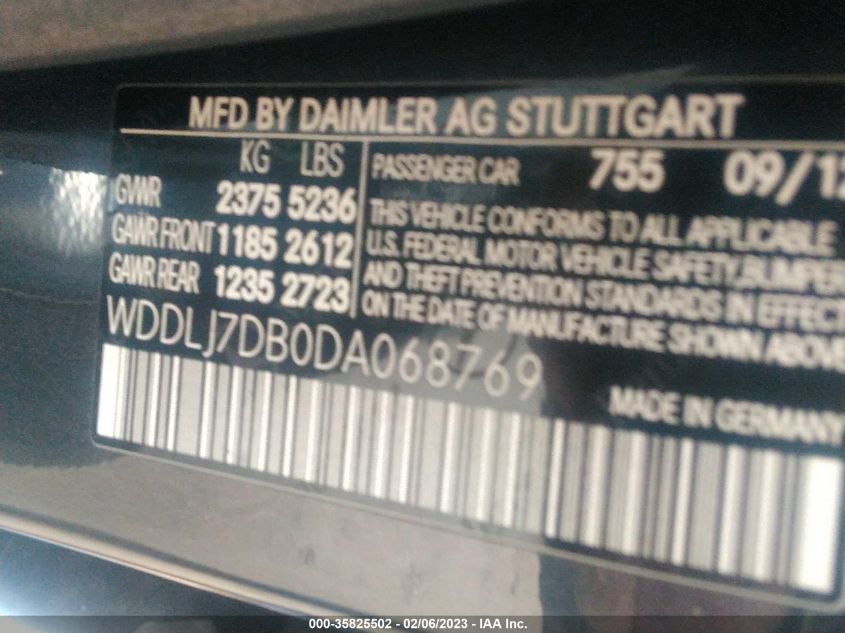 MFD BY DAIMLER AG STUTTGART
KG LBS
GVWR 2375 5236
GAWR FRONT 1185 2612
GAWR REAR 1235 2723
PASSENGER CAR 755 09/12
THIS VEHICLE CONFORMS TO ALL APPLICABLE
U.S. FEDERAL MOTOR VEHICLE SAFETY, BUMPER
AND THEFT PREVENTION STANDARDS IN EFFECT
ON THE DATE OF MANUFACTURE SHOWN ABOVE
WDDLJ7DB0DA068769
MADE IN GERMANY
000-35825502 - 02/06/2023 - IAA Inc.